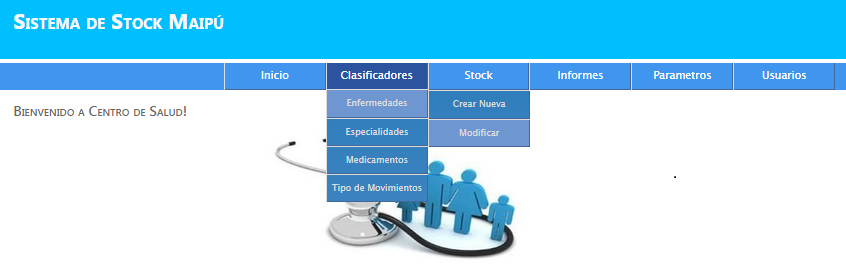 Sistema de Stock Maipú
Inicio Clasificadores Stock Informes Parametros Usuarios
Enfermedades Crear Nueva
Bienvenido a Centro de Salud!
Especialidades Modificar
Medicamentos
Tipo de Movimientos